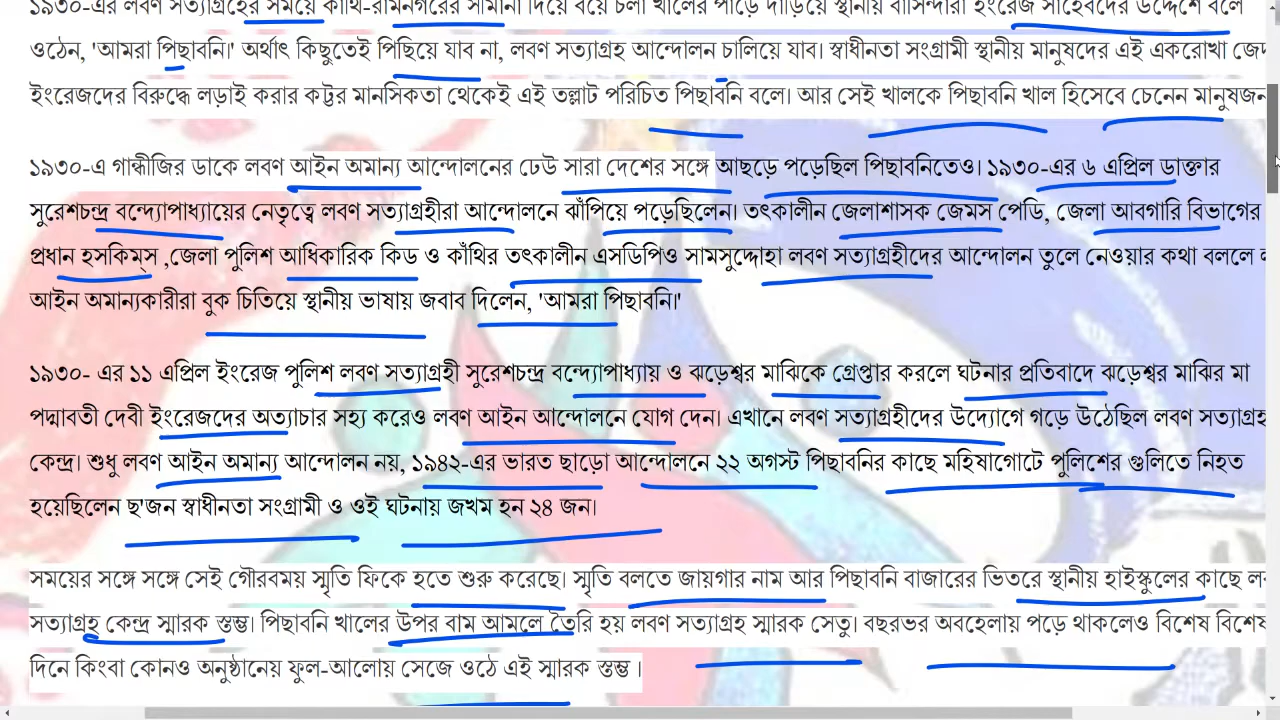 ১৯৩০-এর লবণ সত্যাগ্রহের সময়ে কাঁথি-রামনগরের সীমানা দিয়ে বয়ে চলা খালের পাড়ে দাঁড়িয়ে স্থানীয় বাসিন্দারা ইংরেজ সাহেবদের উদ্দেশে বলে
ওঠেন, 'আমরা পিছাবনি।' অর্থাৎ কিছুতেই পিছিয়ে যাব না, লবণ সত্যাগ্রহ আন্দোলন চালিয়ে যাব। স্বাধীনতা সংগ্রামী স্থানীয় মানুষদের এই একরোখা
ইংরেজদের বিরুদ্ধে লড়াই করার কট্টর মানসিকতা থেকেই এই তল্লাট পরিচিত পিছাবনি বলে। আর সেই খালকে পিছাবনি খাল হিসেবে চেনেন মানুষজন
১৯৩০-এ গান্ধীজির ডাকে লবণ আইন অমান্য আন্দোলনের ঢেউ সারা দেশের সঙ্গে আছড়ে পড়েছিল পিছাবনিতেও। ১৯৩০-এর ৬ এপ্রিল ডাক্তার
সুরেশচন্দ্র বন্দ্যোপাধ্যায়ের নেতৃত্বে লবণ সত্যাগ্রহীরা আন্দোলনে ঝাঁপিয়ে পড়েছিলেন। তৎকালীন জেলাশাসক জেমস পেডি, জেলা আবগারি বিভাগের
প্রধান হসকিম্স ,জেলা পুলিশ আধিকারিক কিড ও কাঁথির তৎকালীন এসডিপিও সামসুদ্দোহা লবণ সত্যাগ্রহীদের আন্দোলন তুলে নেওয়ার কথা বললে
আইন অমান্যকারীরা বুক চিতিয়ে স্থানীয় ভাষায় জবাব দিলেন, 'আমরা পিছাবনি।'
১৯৩০- এর ১১ এপ্রিল ইংরেজ পুলিশ লবণ সত্যাগ্রহী সুরেশচন্দ্র বন্দ্যোপাধ্যায় ও ঝড়েশ্বর মাঝিকে গ্রেপ্তার করলে ঘটনার প্রতিবাদে ঝড়েশ্বর মাঝির মা
পদ্মাবতী দেবী ইংরেজদের অত্যাচার সহ্য করেও লবণ আইন আন্দোলনে যোগ দেন। এখানে লবণ সত্যাগ্রহীদের উদ্যোগে গড়ে উঠেছিল লবণ সত্যাগ্রহ
কেন্দ্র। শুধু লবণ আইন অমান্য আন্দোলন নয়, ১৯৪২-এর ভারত ছাড়ো আন্দোলনে ২২ অগস্ট পিছাবনির কাছে মহিষাগোটে পুলিশের গুলিতে নিহত
হয়েছিলেন ছ'জন স্বাধীনতা সংগ্রামী ও ওই ঘটনায় জখম হন ২৪ জন।
সময়ের সঙ্গে সঙ্গে সেই গৌরবময় স্মৃতি ফিকে হতে শুরু করেছে। স্মৃতি বলতে জায়গার নাম আর পিছাবনি বাজারের ভিতরে স্থানীয় হাইস্কুলের কাছে
সত্যাগ্রহ কেন্দ্র স্মারক স্তম্ভ। পিছাবনি খালের উপর বাম আমলে তৈরি হয় লবণ সত্যাগ্রহ স্মারক সেতু। বছরভর অবহেলায় পড়ে থাকলেও বিশেষ বিশেষ
দিনে কিংবা কোনও অনুষ্ঠানেয় ফুল-আলোয় সেজে ওঠে এই স্মারক স্তম্ভ ।